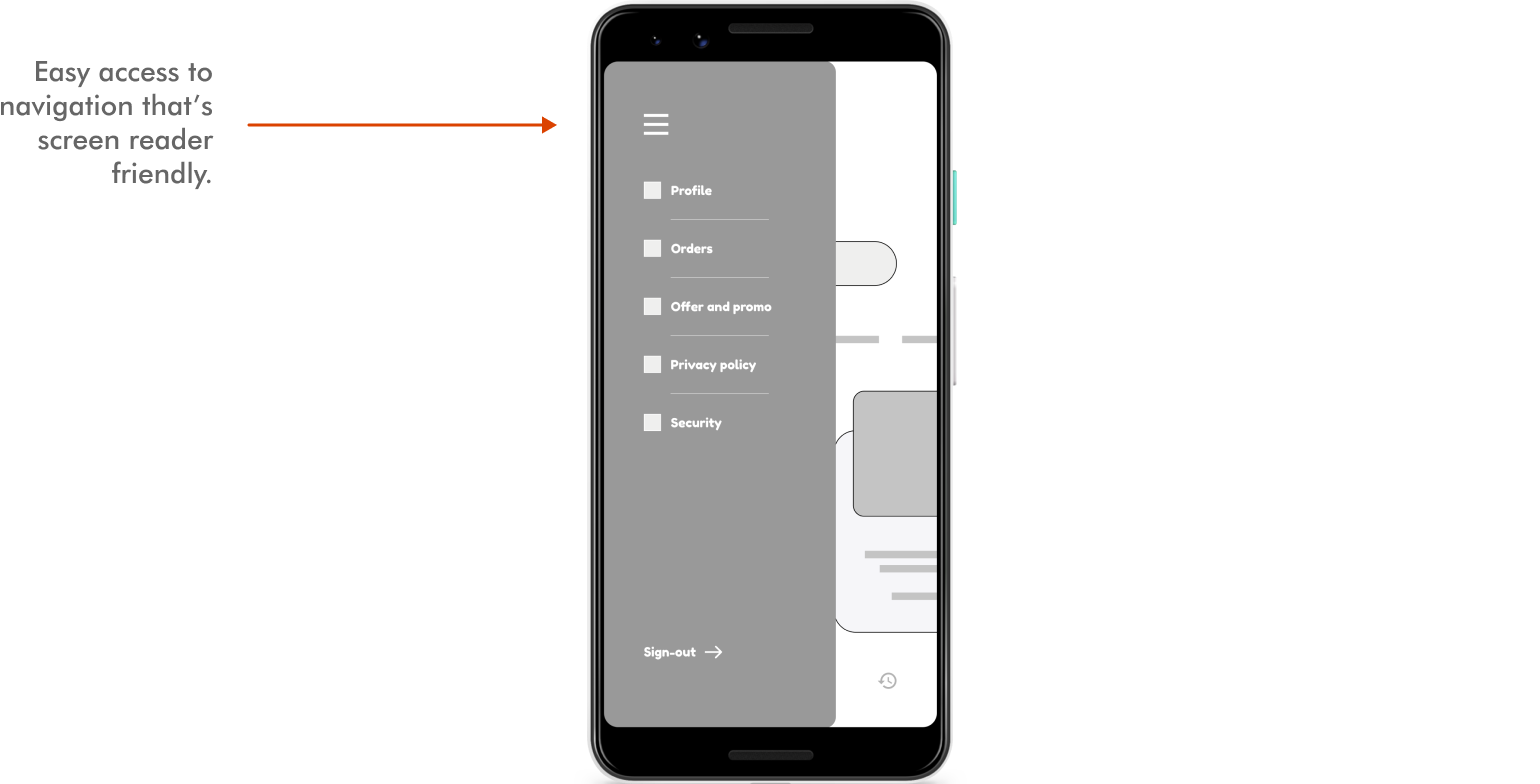 Easy access to
navigation that's
screen reader
friendly.
Profile
Orders
Offer and promo
Privacy policy
Security
Sign-out